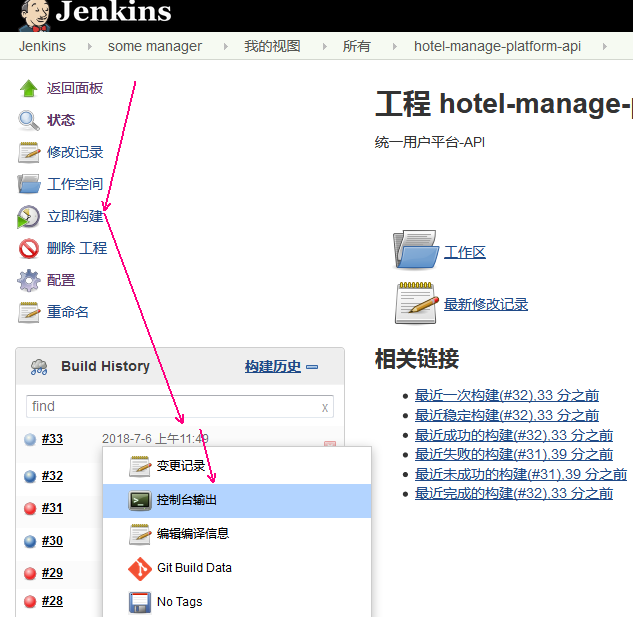 Jenkins
Jenkins some manager 我的视图 所有 hotel-manage-platform-api
返回面板
状态
修改记录
工作空间
立即构建
删除 工程
配置
重命名
Build History 构建历史
find x
#33 2018-7-6 上午11:49
#32
#31
#30
#29
#28
变更记录
控制台输出
编辑编译信息
Git Build Data
No Tags
工程 hotel-manage-
统一用户平台-API
工作区
最新修改记录
相关链接
最近一次构建(#32),33 分之前
最近稳定构建(#32),33 分之前
最近成功的构建(#32),33 分之前
最近失败的构建(#31),39 分之前
最近未成功的构建(#31),39 分之前
最近完成的构建(#32),33 分之前